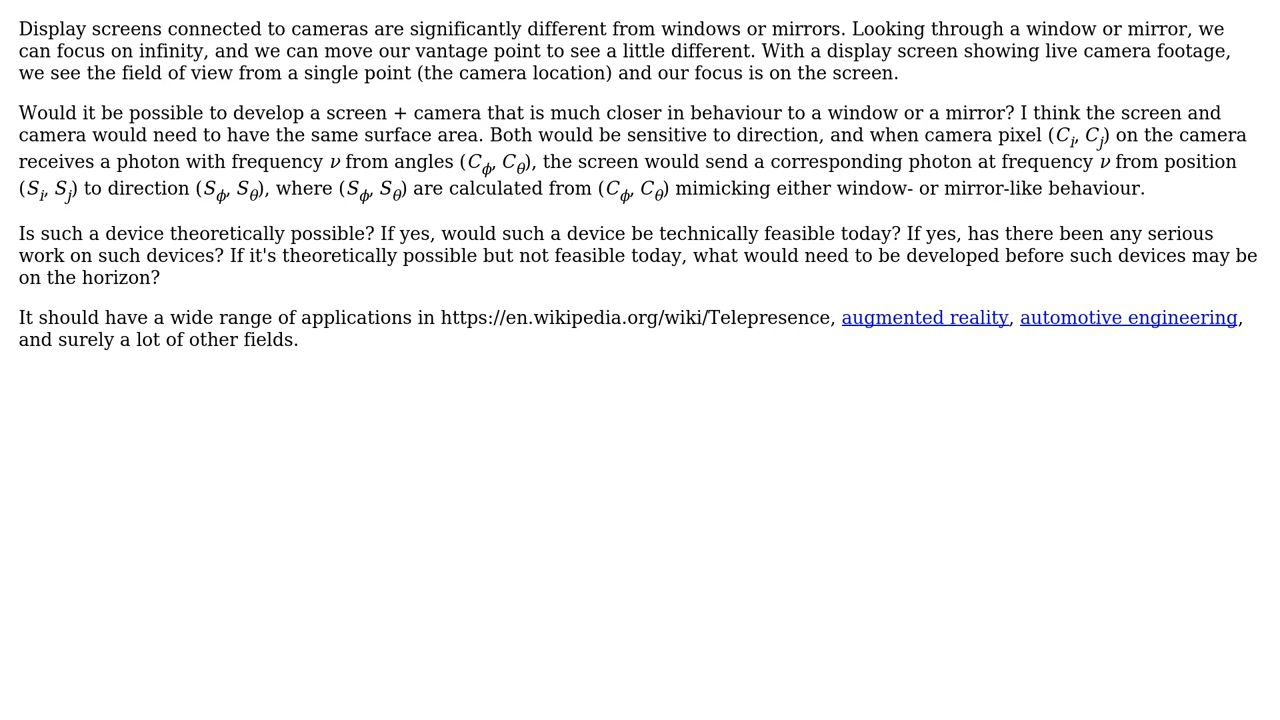 Display screens connected to cameras are significantly different from windows or mirrors. Looking through a window or mirror, we
can focus on infinity, and we can move our vantage point to see a little different. With a display screen showing live camera footage,
we see the field of view from a single point (the camera location) and our focus is on the screen.
Would it be possible to develop a screen + camera that is much closer in behaviour to a window or a mirror? I think the screen and
camera would need to have the same surface area. Both would be sensitive to direction, and when camera pixel (C_i, C_j) on the camera
receives a photon with frequency ν from angles (C_ϕ, C_θ), the screen would send a corresponding photon at frequency ν from position
(S_i, S_j) to direction (S_ϕ, S_θ), where (S_ϕ, S_θ) are calculated from (C_ϕ, C_θ) mimicking either window- or mirror-like behaviour.
Is such a device theoretically possible? If yes, would such a device be technically feasible today? If yes, has there been any serious
work on such devices? If it's theoretically possible but not feasible today, what would need to be developed before such devices may be
on the horizon?
It should have a wide range of applications in https://en.wikipedia.org/wiki/Telepresence, augmented reality, automotive engineering,
and surely a lot of other fields.